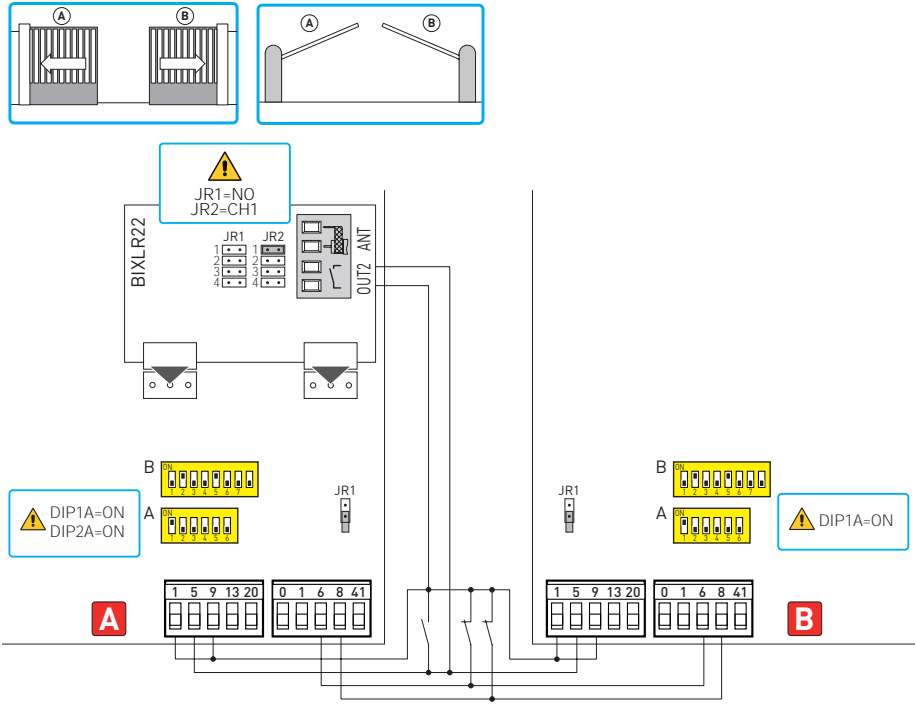 A B
A B
JR1=NO
JR2=CH1
BIXLR22
JR1 JR2
1 1
2 2
3 3
4 4
ANT
OUT2
B
ON
1 2 3 4 5 6 7
A
ON
1 2 3 4 5 6
DIP1A=ON
DIP2A=ON
JR1
1 5 9 13 20
0 1 6 8 41
A
JR1
B
ON
1 2 3 4 5 6 7
A
ON
1 2 3 4 5 6
DIP1A=ON
1 5 9 13 20
0 1 6 8 41
B